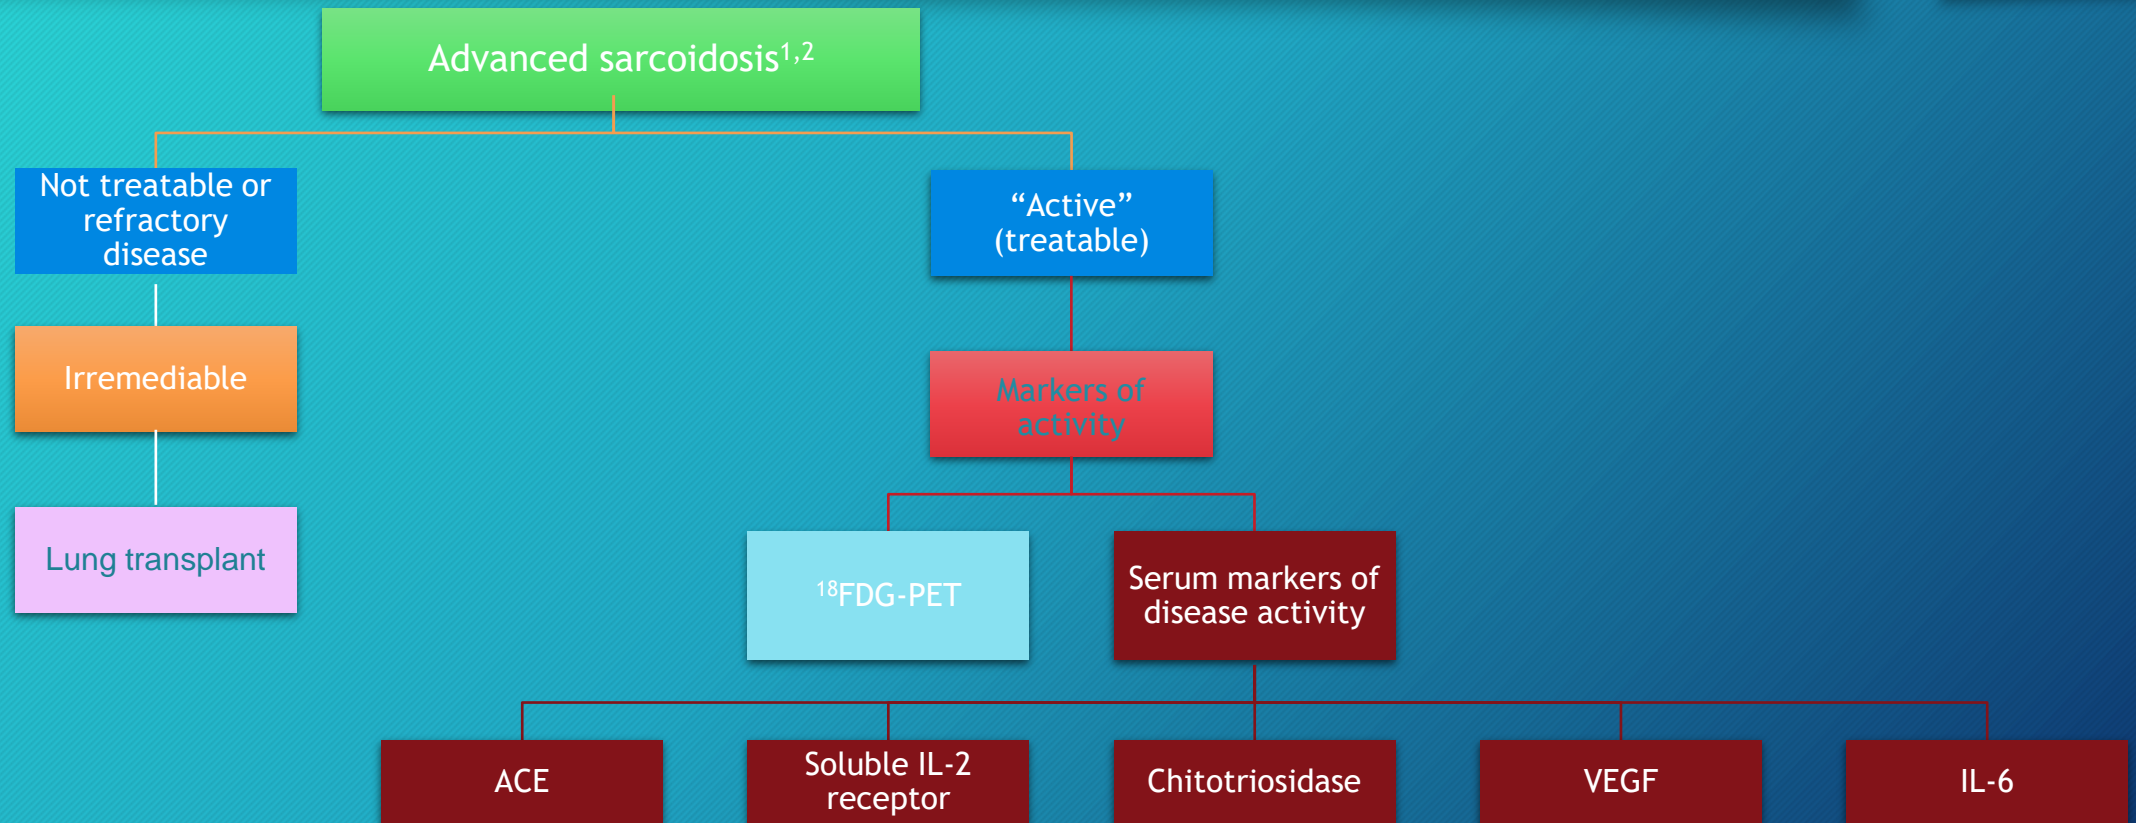 Advanced sarcoidosis1,2
Not treatable or
refractory
disease
“Active”
(treatable)
Irremediable
Markers of
activity
Lung transplant
18FDG-PET
Serum markers of
disease activity
ACE
Soluble IL-2
receptor
Chitotriosidase
VEGF
IL-6